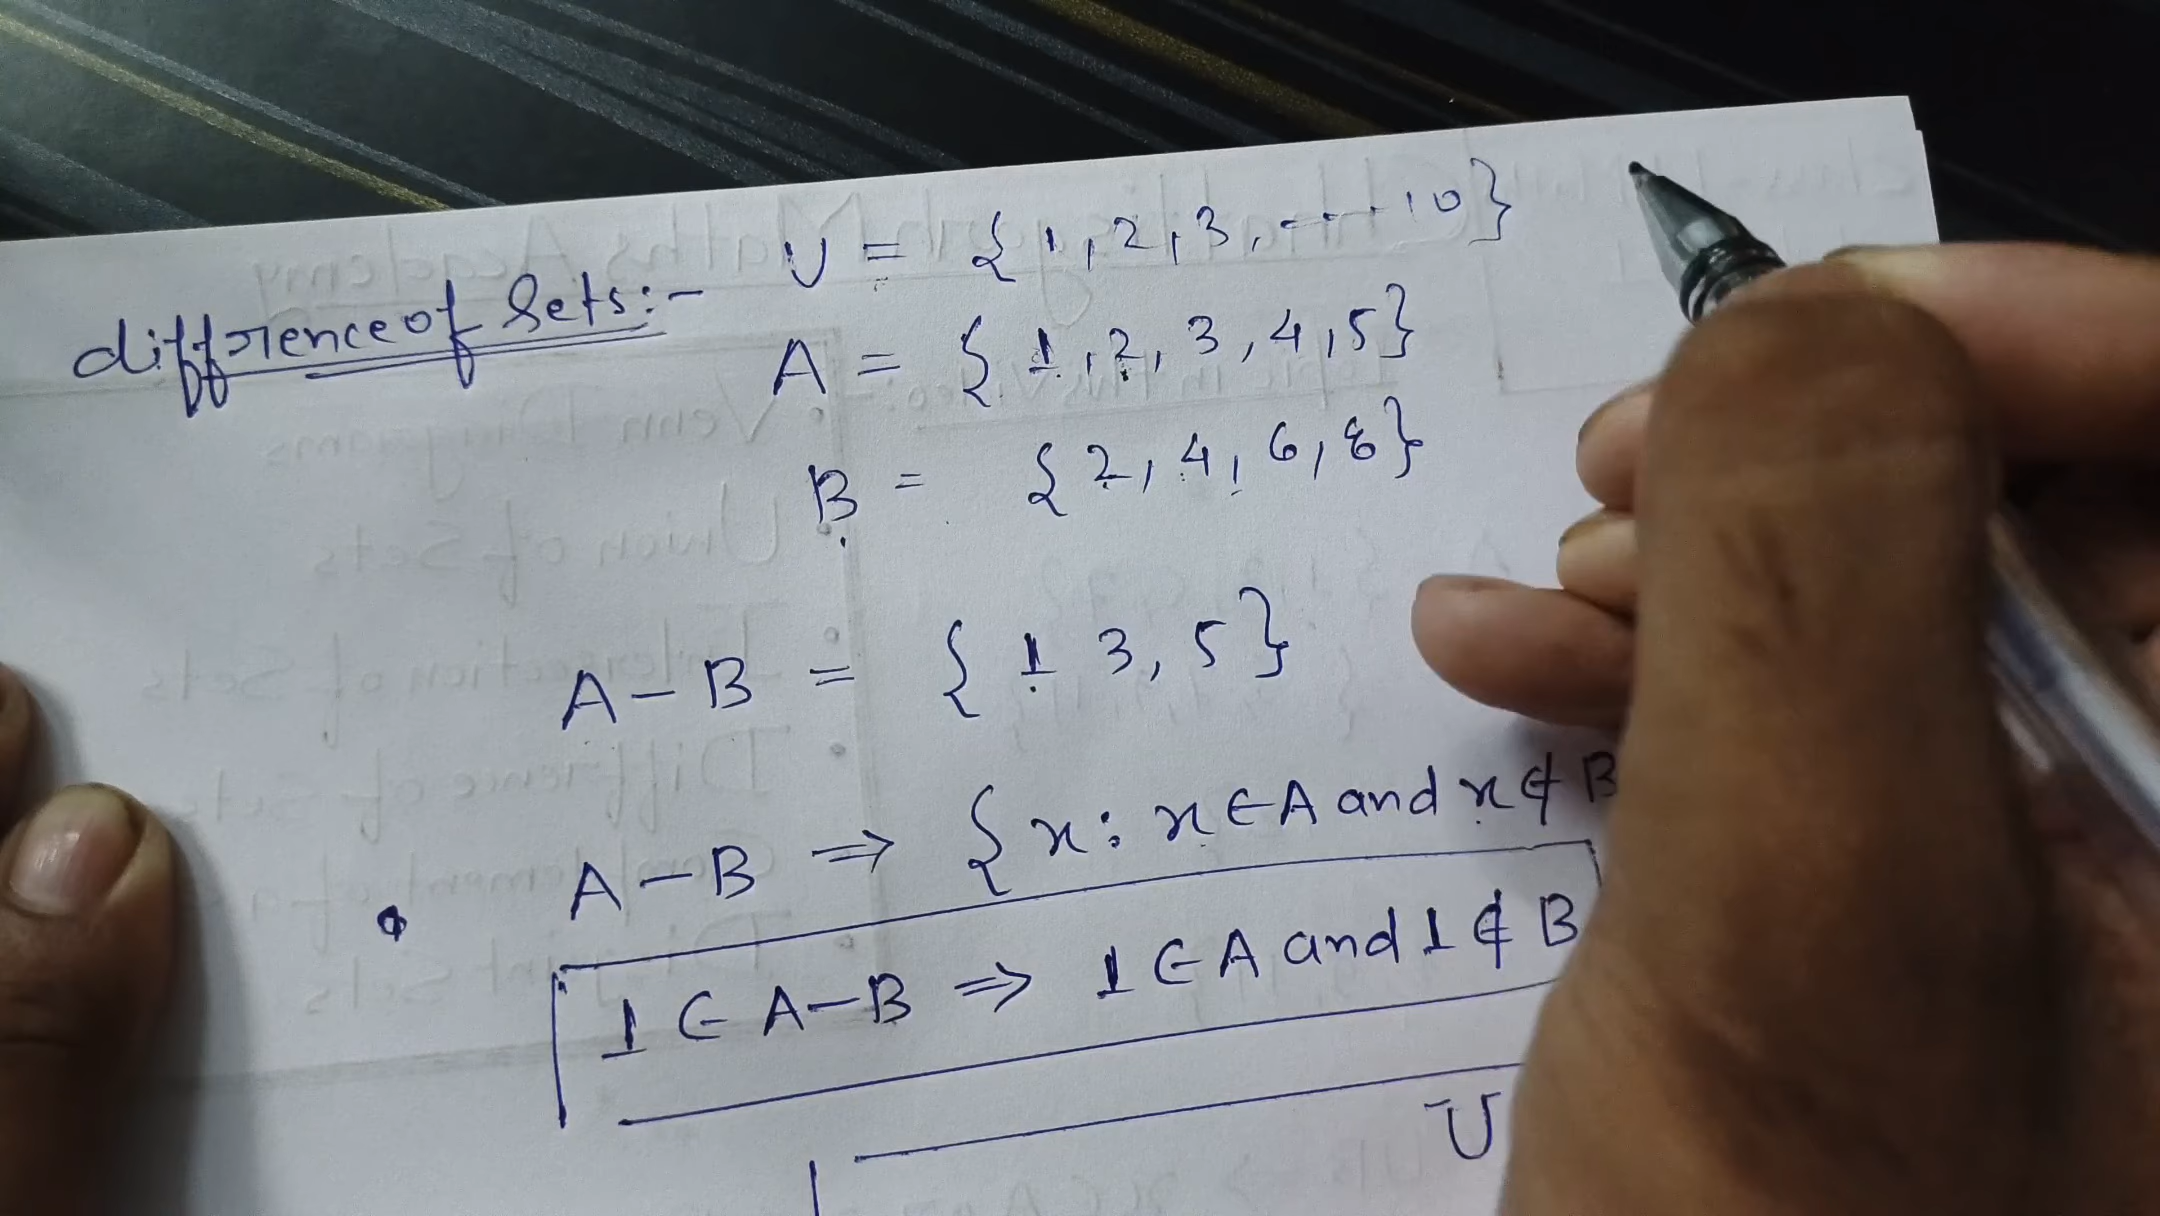 U = { 1, 2, 3, ---- 10 }
difference of Sets:-
A = { 1, 2, 3, 4, 5 }
B = { 2, 4, 6, 8 }
A - B = { 1 3, 5 }
A - B ⇒ { x : x ∈ A and x ∉ B
1 ∈ A - B ⇒ 1 ∈ A and 1 ∉ B
U